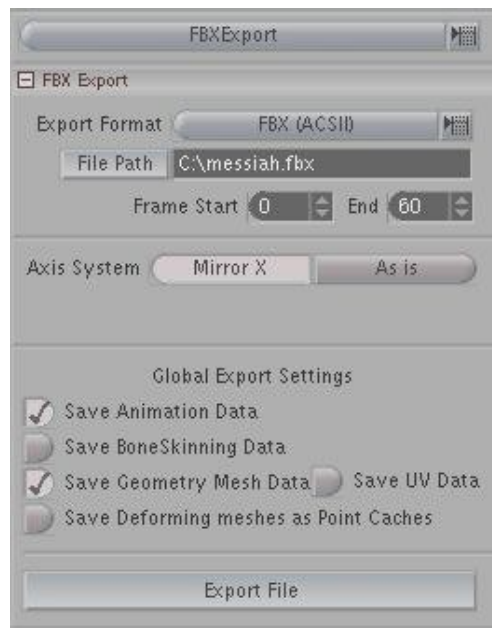 FBXExport
FBX Export
Export Format FBX (ACSII)
File Path C:\messiah.fbx
Frame Start 0 End 60
Axis System Mirror X As is
Global Export Settings
Save Animation Data
Save BoneSkinning Data
Save Geometry Mesh Data Save UV Data
Save Deforming meshes as Point Caches
Export File